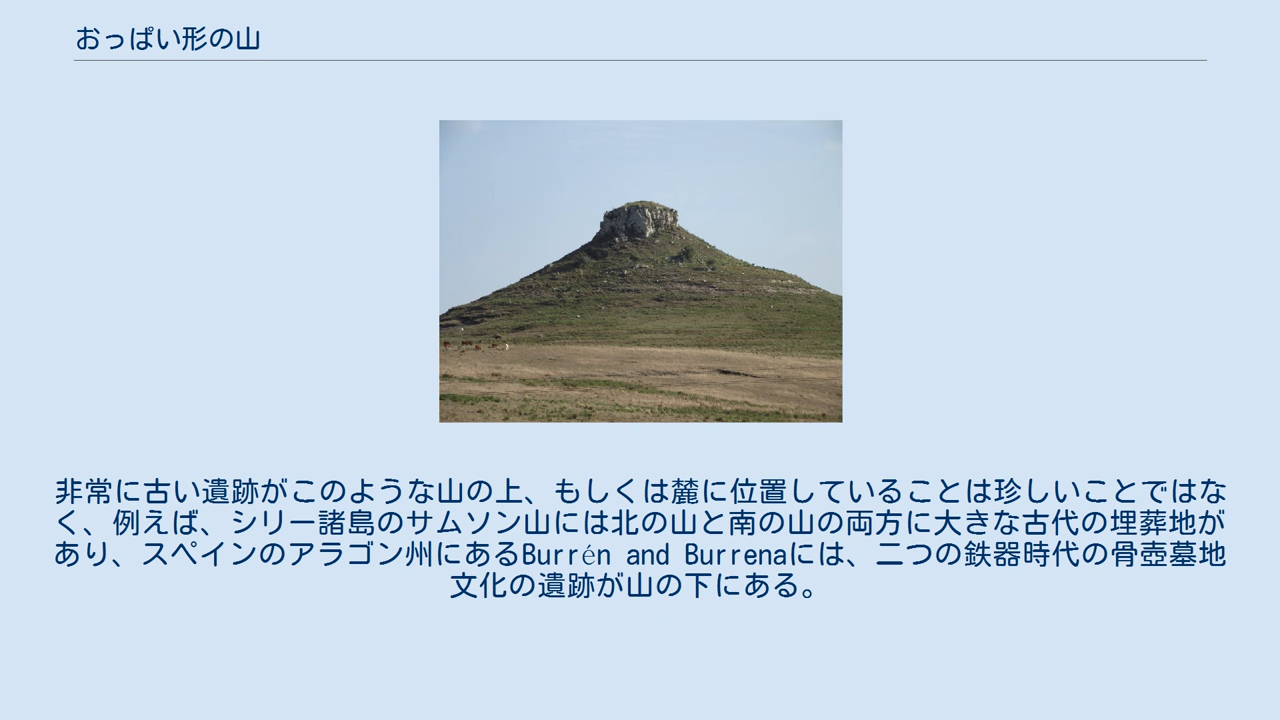 おっぱい形の山
非常に古い遺跡がこのような山の上、もしくは麓に位置していることは珍しいことではな
く、例えば、シリー諸島のサムソン山には北の山と南の山の両方に大きな古代の埋葬地が
あり、スペインのアラゴン州にあるBurrén and Burrenaには、二つの鉄器時代の骨壺墓地
文化の遺跡が山の下にある。